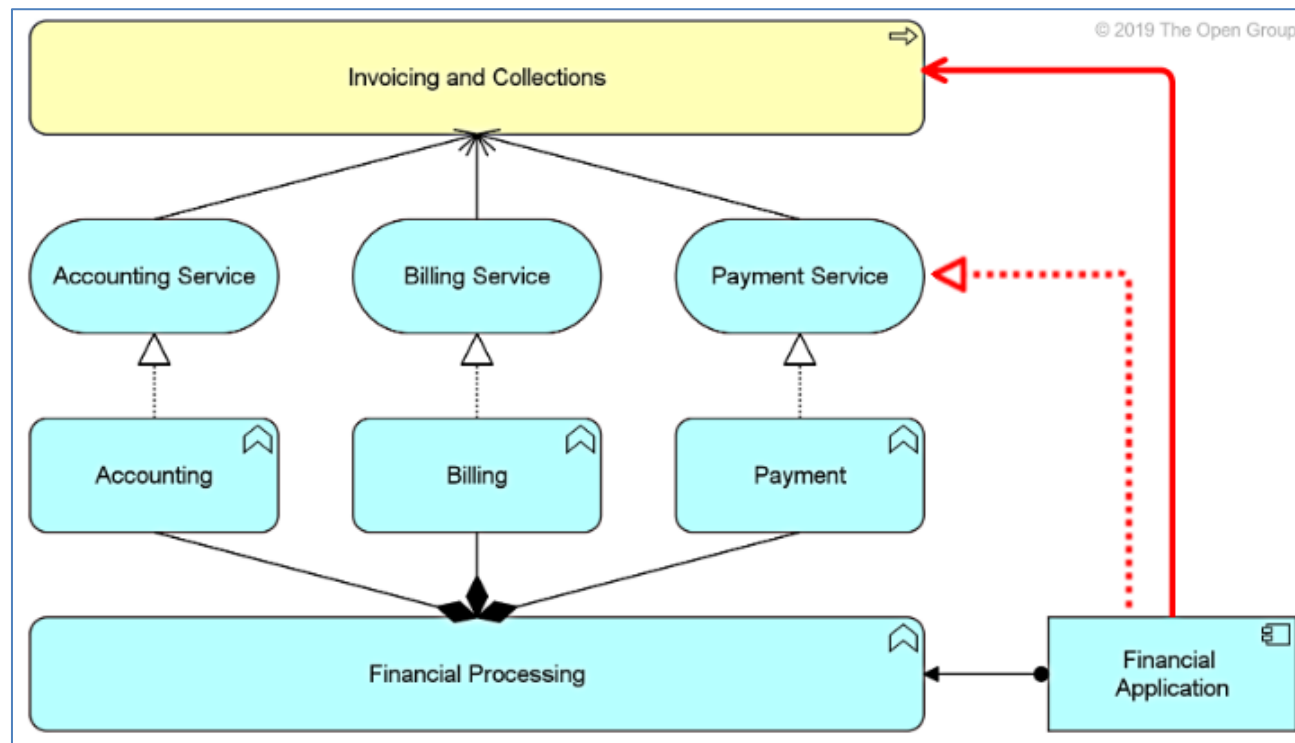 © 2019 The Open Group
Invoicing and Collections
Accounting Service
Billing Service
Payment Service
Accounting
Billing
Payment
Financial Processing
Financial
Application